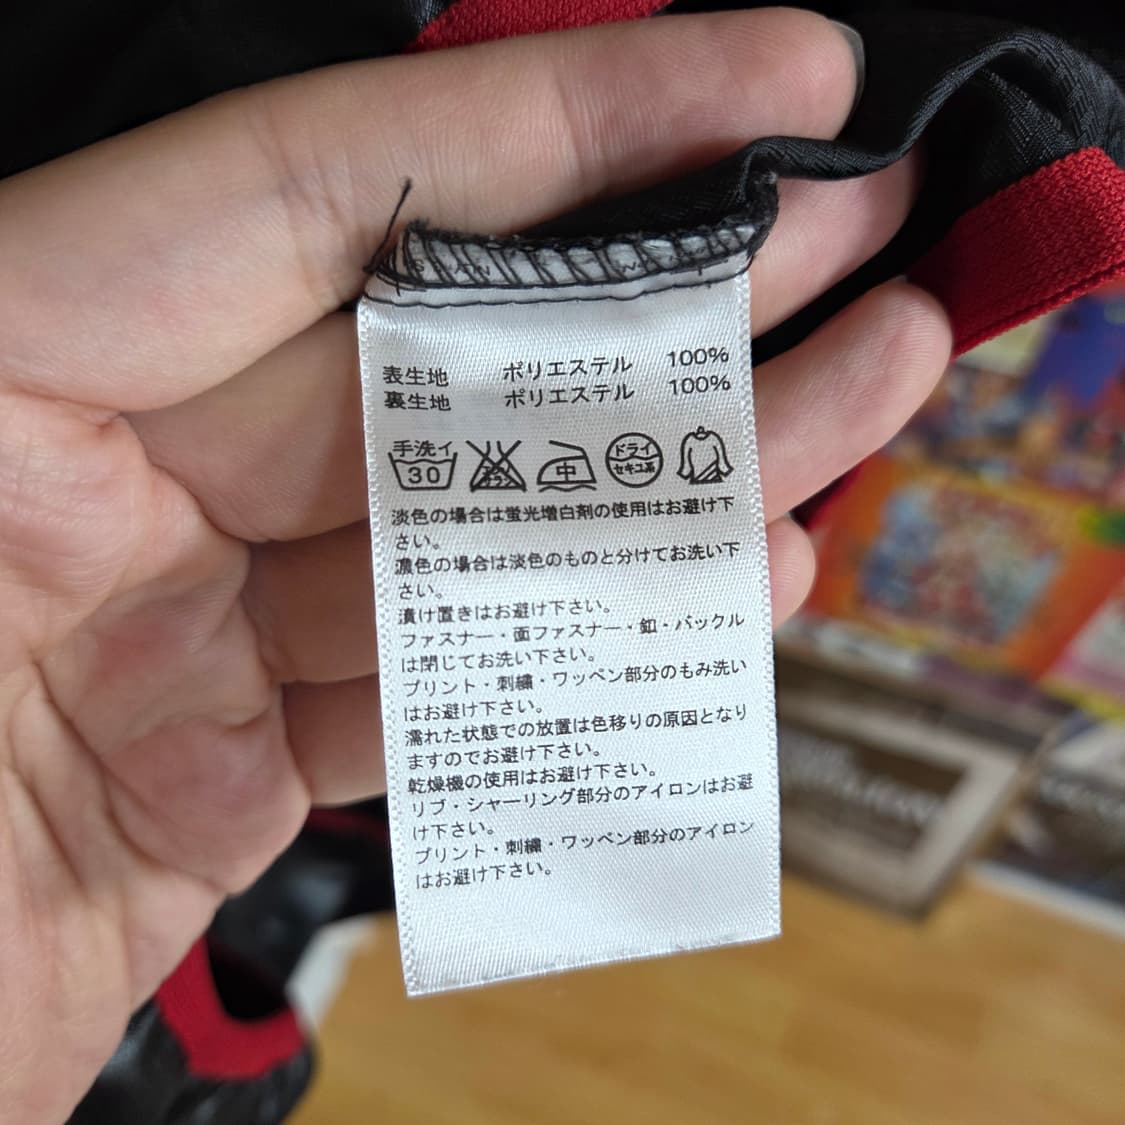 表生地 ポリエステル 100%
裏生地 ポリエステル 100%
手洗イ
30
中
ドライ
セキユ系
淡色の場合は蛍光増白剤の使用はお避け下
さい。
濃色の場合は淡色のものと分けてお洗い下
さい。
漬け置きはお避け下さい。
ファスナー・面ファスナー・釦・バックル
は閉じてお洗い下さい。
プリント・刺繍・ワッペン部分のもみ洗い
はお避け下さい。
濡れた状態での放置は色移りの原因となり
ますのでお避け下さい。
乾燥機の使用はお避け下さい。
リブ・シャーリング部分のアイロンはお避
け下さい。
プリント・刺繍・ワッペン部分のアイロン
はお避け下さい。